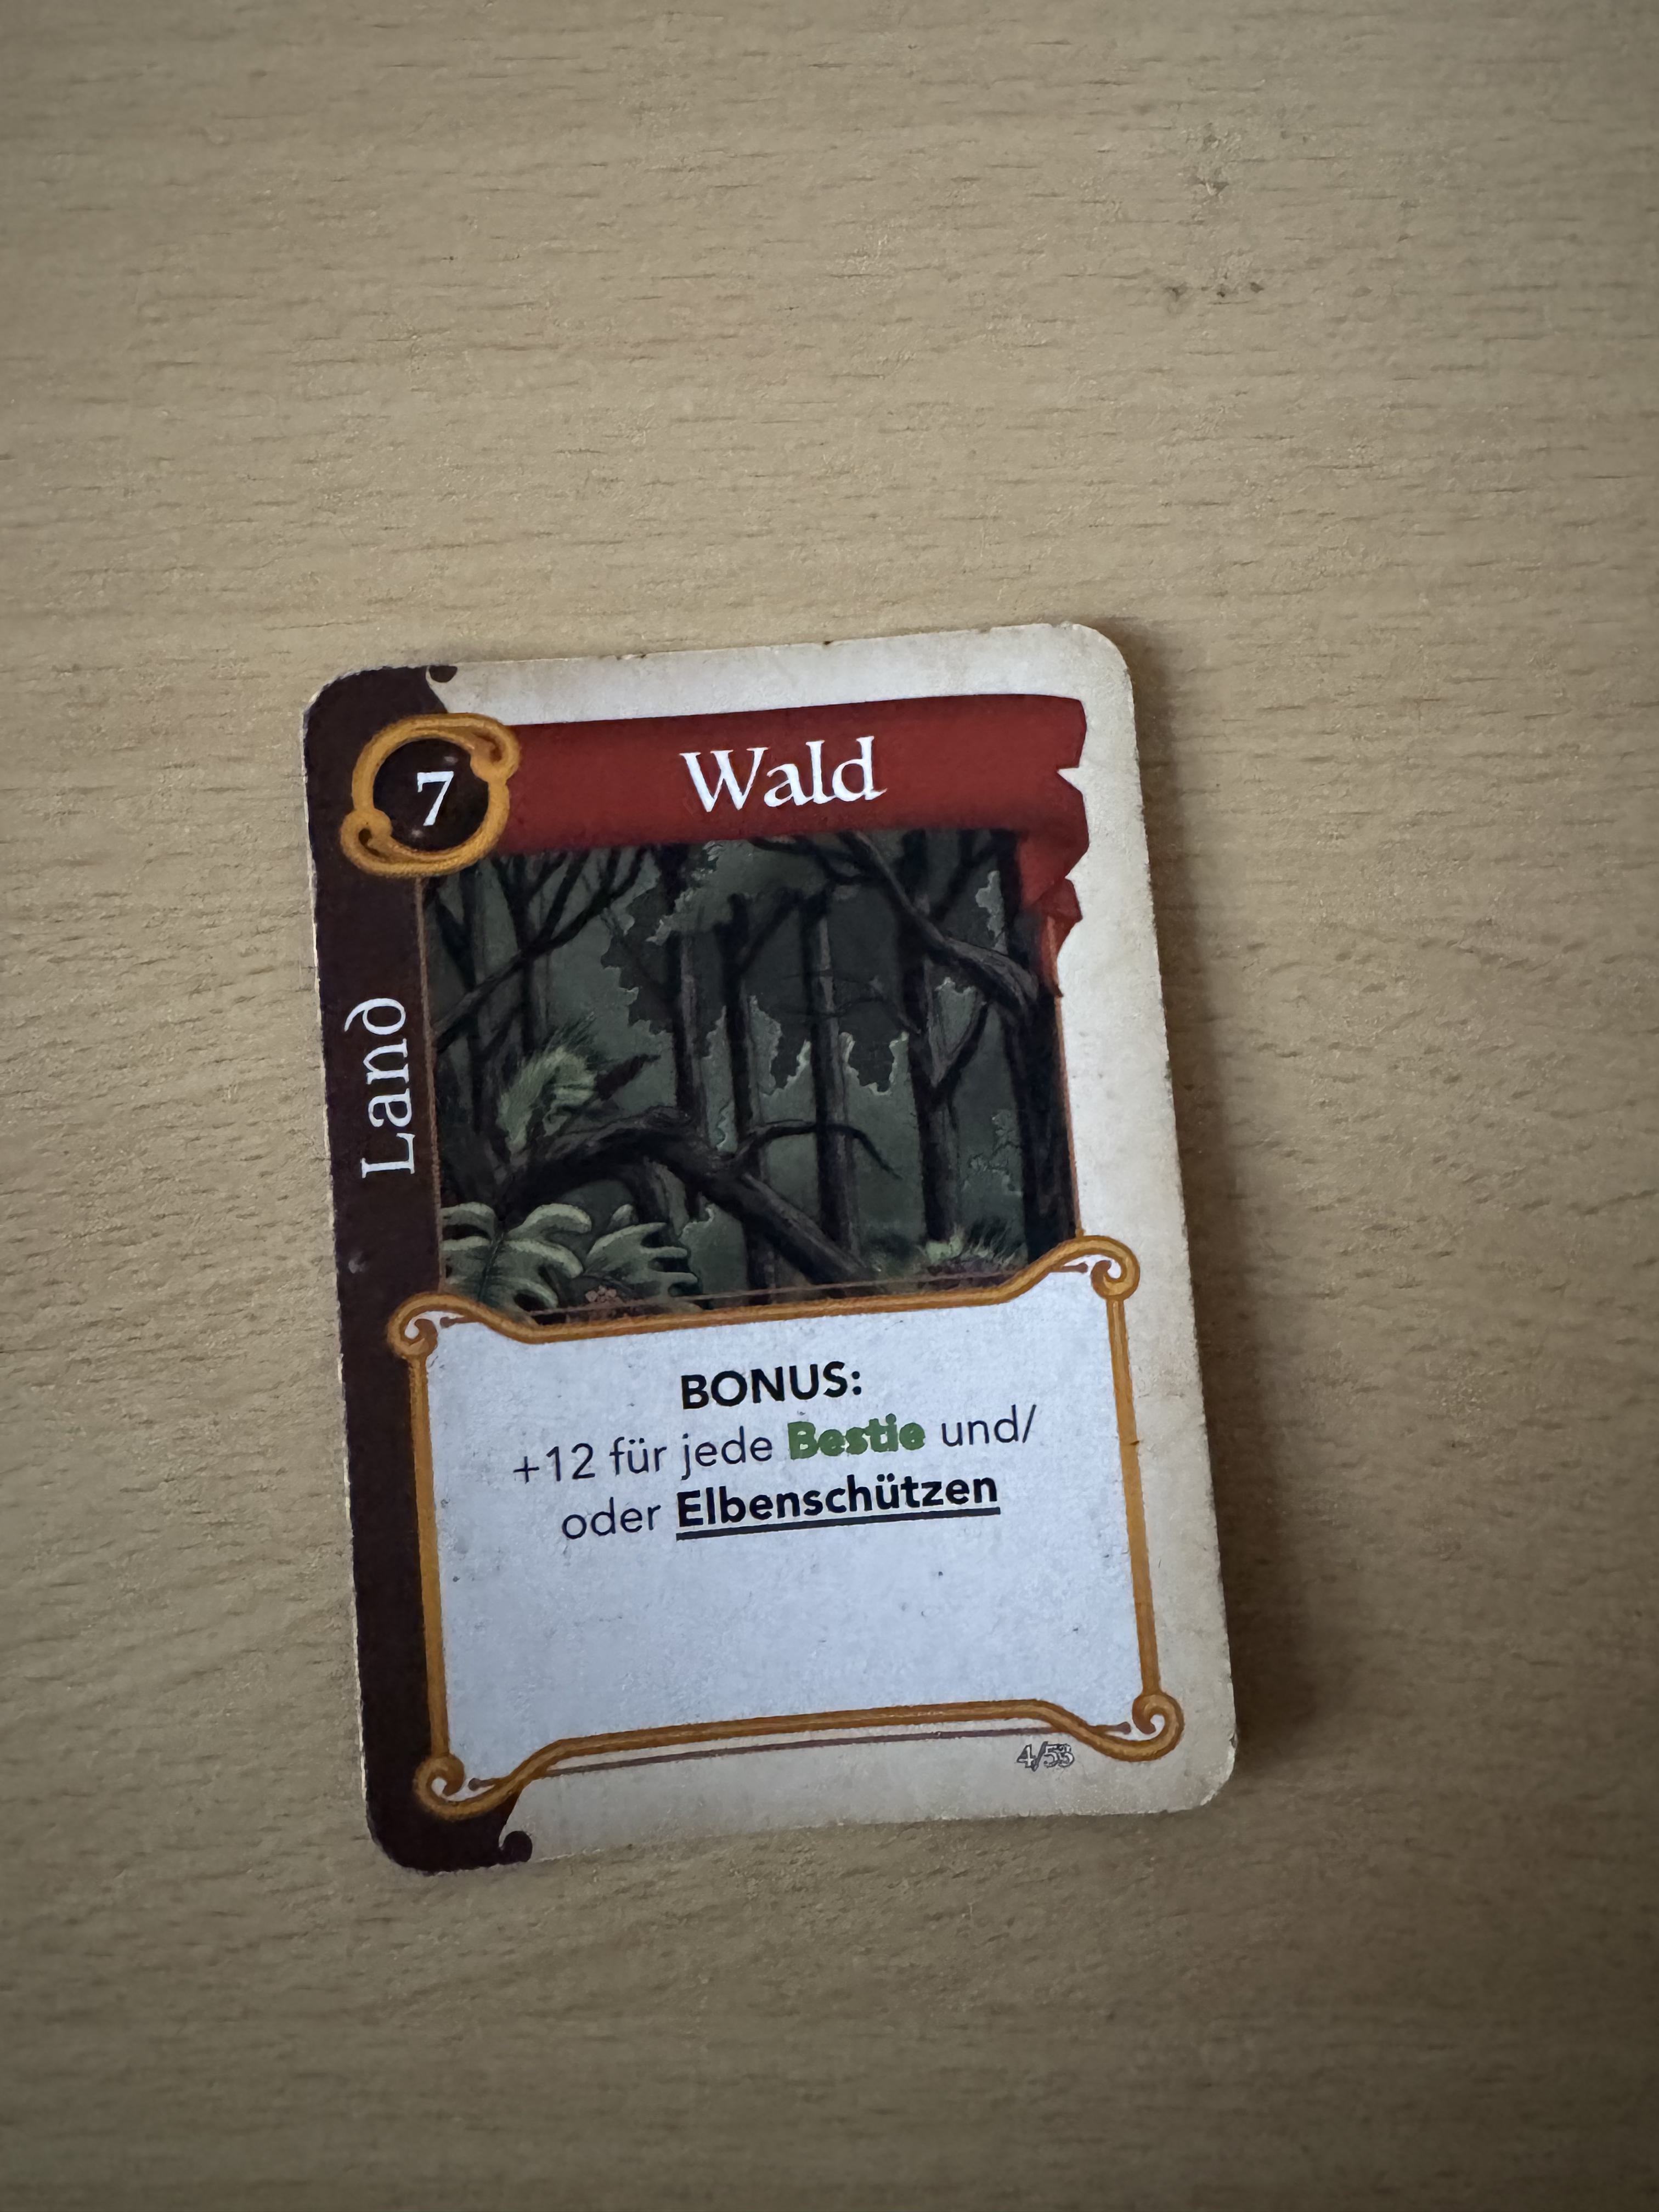 7
Wald
Land
BONUS:
+12 für jede Bestie und/
oder Elbenschützen
4/53